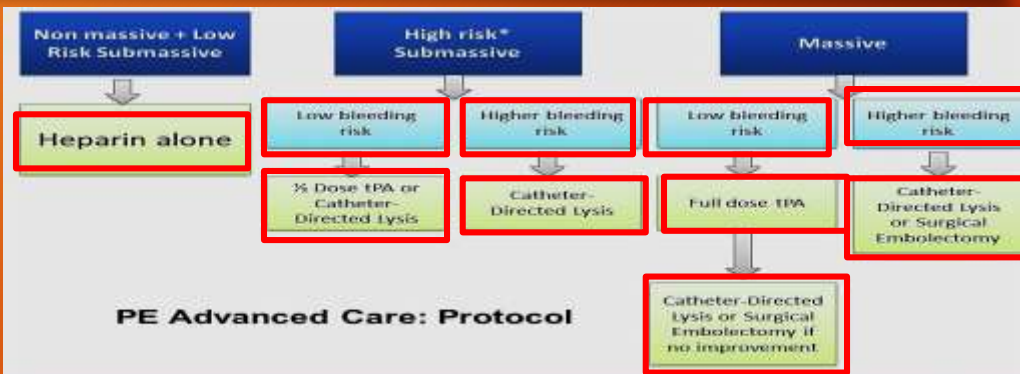 Non massive + Low
Risk Submassive
High risk*
Submassive
Massive
Heparin alone
Low bleeding
risk
Higher bleeding
risk
Low bleeding
risk
Higher bleeding
risk
½ Dose tPA or
Catheter-
Directed Lysis
Catheter-
Directed Lysis
Full dose tPA
Catheter-
Directed Lysis
or Surgical
Embolectomy
Catheter-Directed
Lysis or Surgical
Embolectomy if
no improvement
PE Advanced Care: Protocol